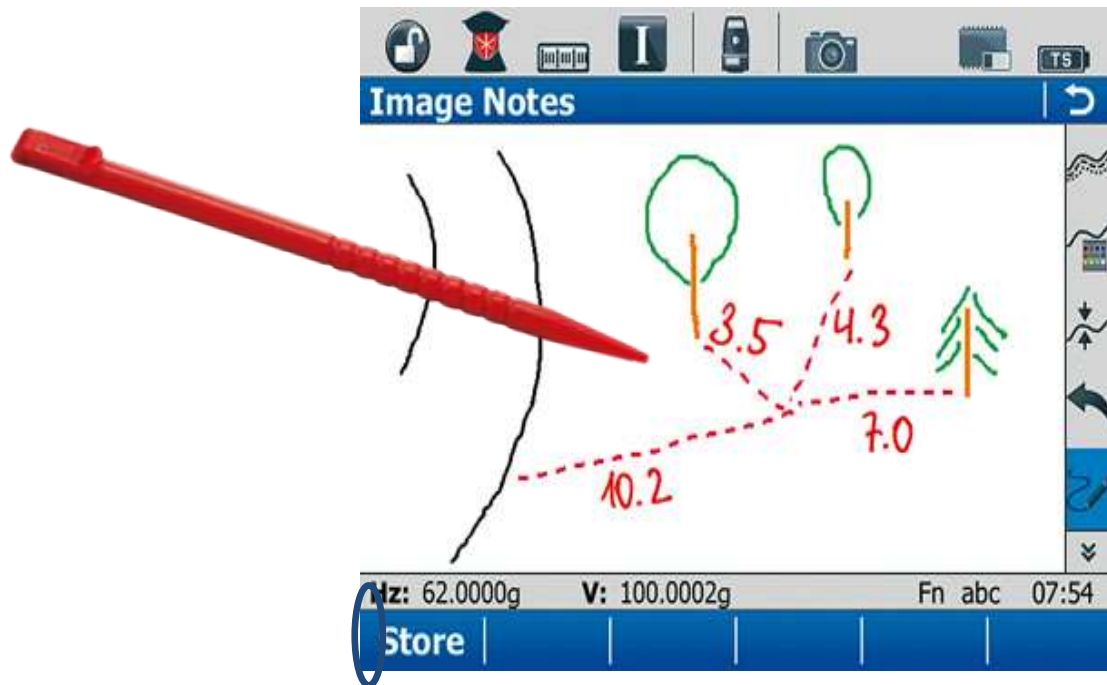 I
TS
Image Notes
3.5
4.3
7.0
10.2
Hz: 62.0000g V: 100.0002g Fn abc 07:54
Store